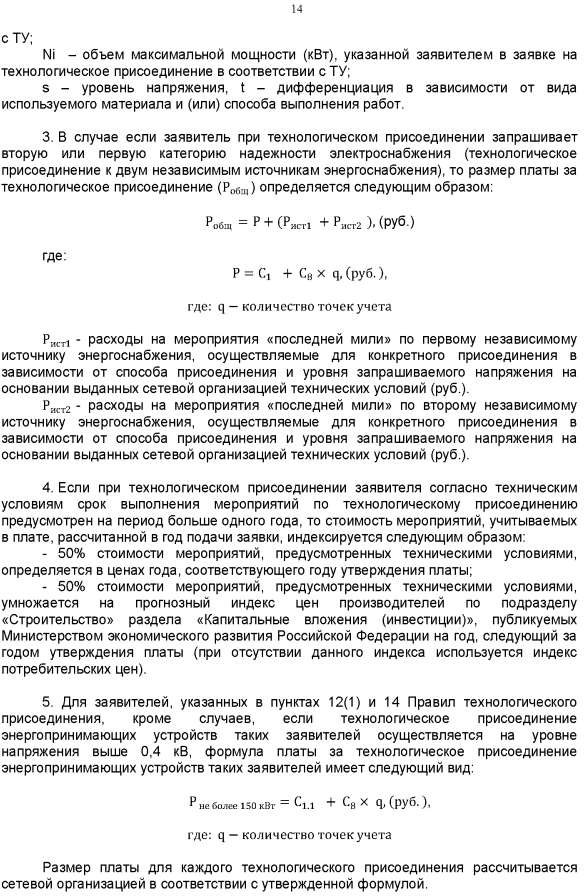 14
с ТУ;
Ni – объем максимальной мощности (кВт), указанной заявителем в заявке на
технологическое присоединение в соответствии с ТУ;
s – уровень напряжения, t – дифференциация в зависимости от вида
используемого материала и (или) способа выполнения работ.
3. В случае если заявитель при технологическом присоединении запрашивает
вторую или первую категорию надежности электроснабжения (технологическое
присоединение к двум независимым источникам энергоснабжения), то размер платы за
технологическое присоединение (Робщ ) определяется следующим образом:
Робщ = Р + (Рист1 + Рист2 ), (руб.)
где:
Р = С₁ + С₈ × q, (руб. ),
где: q − количество точек учета
Рист1 - расходы на мероприятия «последней мили» по первому независимому
источнику энергоснабжения, осуществляемые для конкретного присоединения в
зависимости от способа присоединения и уровня запрашиваемого напряжения на
основании выданных сетевой организацией технических условий (руб.).
Рист2 - расходы на мероприятия «последней мили» по второму независимому
источнику энергоснабжения, осуществляемые для конкретного присоединения в
зависимости от способа присоединения и уровня запрашиваемого напряжения на
основании выданных сетевой организацией технических условий (руб.).
4. Если при технологическом присоединении заявителя согласно техническим
условиям срок выполнения мероприятий по технологическому присоединению
предусмотрен на период больше одного года, то стоимость мероприятий, учитываемых
в плате, рассчитанной в год подачи заявки, индексируется следующим образом:
- 50% стоимости мероприятий, предусмотренных техническими условиями,
определяется в ценах года, соответствующего году утверждения платы;
- 50% стоимости мероприятий, предусмотренных техническими условиями,
умножается на прогнозный индекс цен производителей по подразделу
«Строительство» раздела «Капитальные вложения (инвестиции)», публикуемых
Министерством экономического развития Российской Федерации на год, следующий за
годом утверждения платы (при отсутствии данного индекса используется индекс
потребительских цен).
5. Для заявителей, указанных в пунктах 12(1) и 14 Правил технологического
присоединения, кроме случаев, если технологическое присоединение
энергопринимающих устройств таких заявителей осуществляется на уровне
напряжения выше 0,4 кВ, формула платы за технологическое присоединение
энергопринимающих устройств таких заявителей имеет следующий вид:
Р не более 150 кВт = С₁.₁ + С₈ × q, (руб. ),
где: q − количество точек учета
Размер платы для каждого технологического присоединения рассчитывается
сетевой организацией в соответствии с утвержденной формулой.